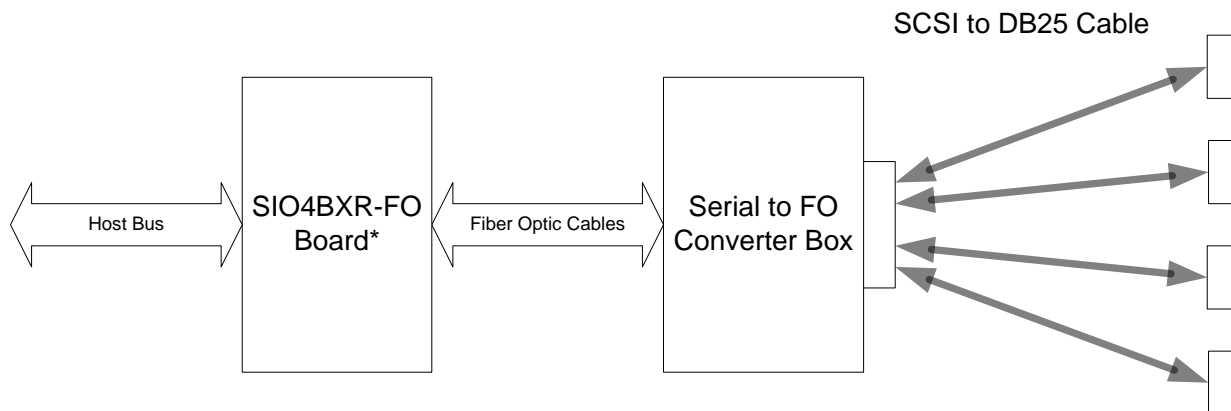 SCSI to DB25 Cable
Host Bus
SIO4BXR-FO
Board*
Fiber Optic Cables
Serial to FO
Converter Box